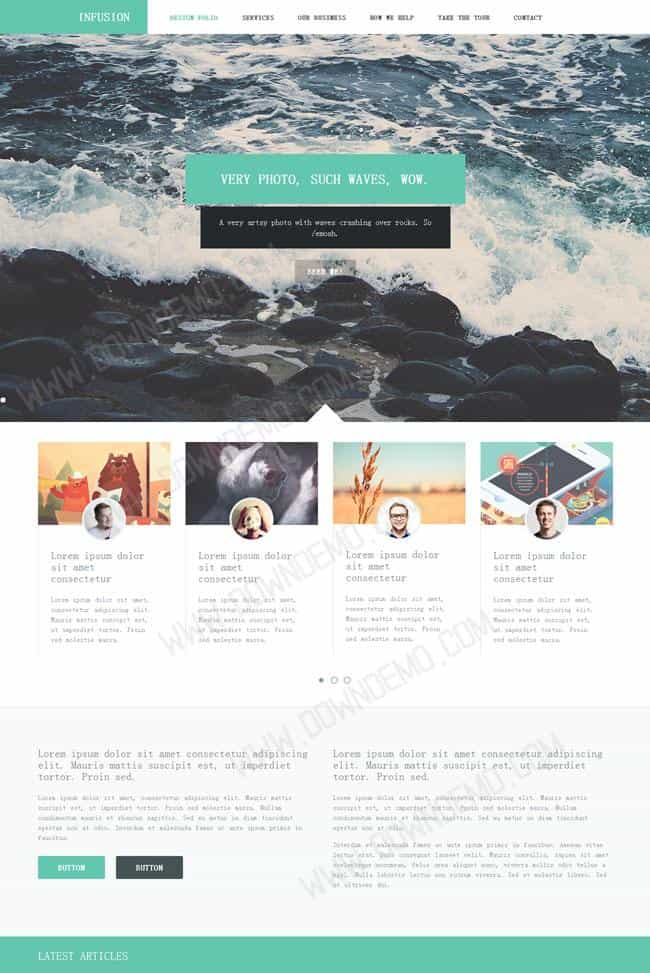 INFUSION
DESIGN FOLIO SERVICES OUR BUSINESS HOW WE HELP TAKE THE TOUR CONTACT
VERY PHOTO, SUCH WAVES, WOW.
A very artsy photo with waves crashing over rocks. So
/emosh.
Lorem ipsum dolor
sit amet
consectetur
Lorem ipsum dolor sit amet,
consectetur adipiscing elit.
Mauris mattis suscipit est,
ut imperdiet tortor. Proin
sed molestie massa.
Lorem ipsum dolor
sit amet
consectetur
Lorem ipsum dolor sit amet,
consectetur adipiscing elit.
Mauris mattis suscipit est,
ut imperdiet tortor. Proin
sed molestie massa.
Lorem ipsum dolor
sit amet
consectetur
Lorem ipsum dolor sit amet,
consectetur adipiscing elit.
Mauris mattis suscipit est,
ut imperdiet tortor. Proin
sed molestie massa.
Lorem ipsum dolor
sit amet
consectetur
Lorem ipsum dolor sit amet,
consectetur adipiscing elit.
Mauris mattis suscipit est,
ut imperdiet tortor. Proin
sed molestie massa.
Lorem ipsum dolor sit amet consectetur adipiscing
elit. Mauris mattis suscipit est, ut imperdiet
tortor. Proin sed.
Lorem ipsum dolor sit amet, consectetur adipiscing elit. Mauris mattis
suscipit est, ut imperdiet tortor. Proin sed molestie massa. Nullam
condimentum mauris et rhoncus sagittis. Sed eu metus in diam tincidunt
egestas non at odio. Interdum et malesuada fames ac ante ipsum primis in
faucibus.
BUTTON BUTTON
Lorem ipsum dolor sit amet consectetur adipiscing
elit. Mauris mattis suscipit est, ut imperdiet
tortor. Proin sed.
Lorem ipsum dolor sit amet, consectetur adipiscing elit. Mauris mattis
suscipit est, ut imperdiet tortor. Proin sed molestie massa. Nullam
condimentum mauris et rhoncus sagittis. Sed eu metus in diam tincidunt
egestas non at odio.
Interdum et malesuada fames ac ante ipsum primis in faucibus. Aenean vitae
lectus erat. Duis consequat laoreet velit. Mauris convallis, sapien sit amet
scelerisque accumsan, felis urna aliquet nunc, viverra mollis odio tellus a
Nulla lobortis lectus non rutrum viverra. Sed et molestie libero. Sed
ut ultrices dui.
LATEST ARTICLES
WWW.DOWNDEMO.COM
WWW.DOWNDEMO.COM
WWW.DOWNDEMO.COM
WWW.DOWNDEMO.COM
WWW.DOWNDEMO.COM